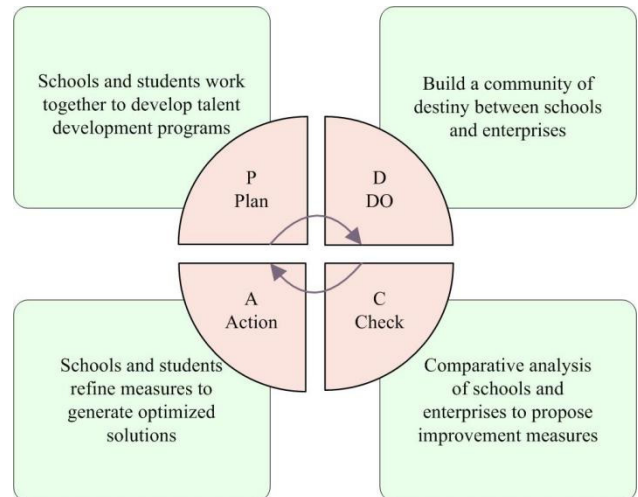 Schools and students work
together to develop talent
development programs
Build a community of
destiny between schools
and enterprises
P
Plan
D
DO
A
Action
C
Check
Schools and students
refine measures to
generate optimized
solutions
Comparative analysis
of schools and
enterprises to propose
improvement measures